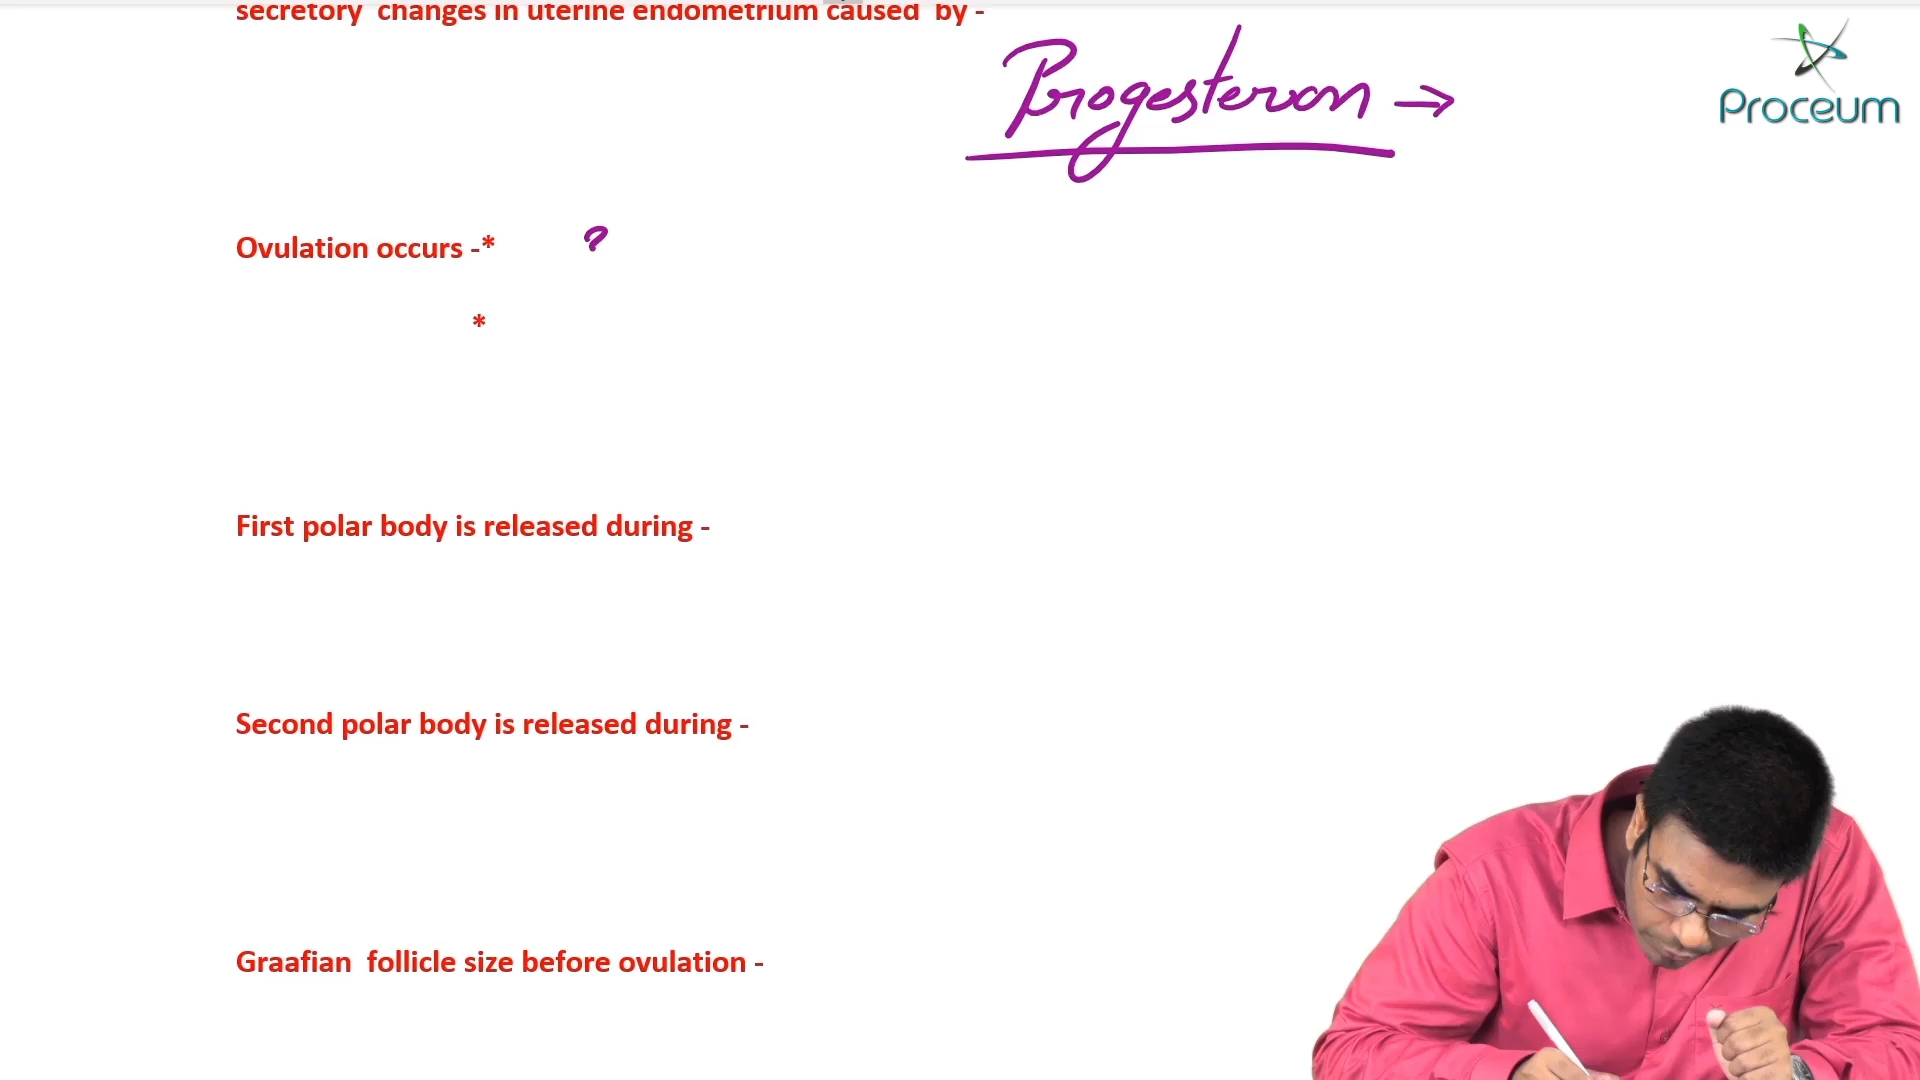 secretory changes in uterine endometrium caused by -
Progesteron →
Proceum
Ovulation occurs -* ?
*
First polar body is released during -
Second polar body is released during -
Graafian follicle size before ovulation -